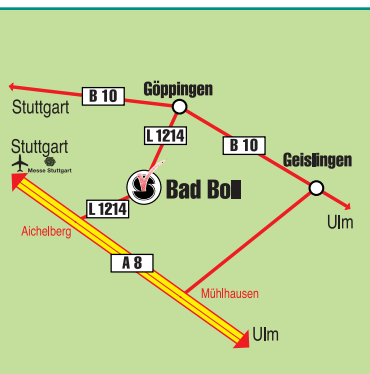 Göppingen
B 10
Stuttgart
L 1214
B 10
Stuttgart
Messe Stuttgart
Geislingen
Bad Boll
L 1214
Ulm
Aichelberg
A 8
Mühlhausen
Ulm